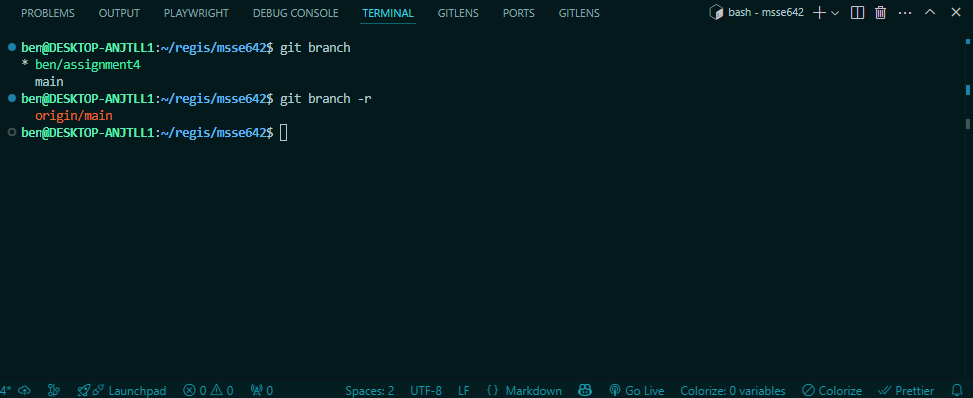 PROBLEMS OUTPUT PLAYWRIGHT DEBUG CONSOLE TERMINAL GITLENS PORTS GITLENS bash - msse642
ben@DESKTOP-ANJTLL1:~/regis/msse642$ git branch
* ben/assignment4
main
ben@DESKTOP-ANJTLL1:~/regis/msse642$ git branch -r
origin/main
ben@DESKTOP-ANJTLL1:~/regis/msse642$
4* Launchpad 0 0 0 Spaces: 2 UTF-8 LF {} Markdown Go Live Colorize: 0 variables Colorize Prettier